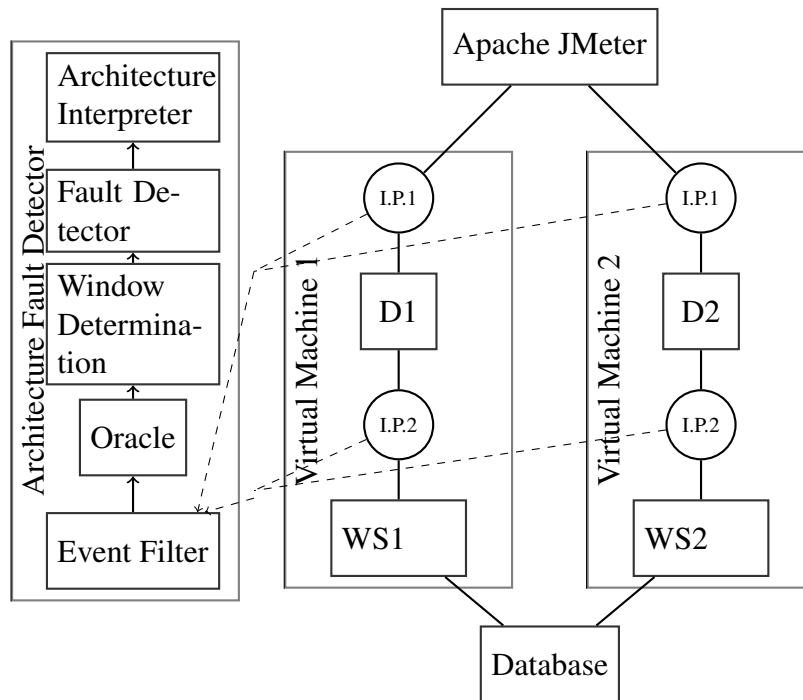 Apache JMeter
Architecture Fault Detector
Architecture
Interpreter
Fault De-
tector
Window
Determina-
tion
Oracle
Event Filter
Virtual Machine 1
I.P.1
D1
I.P.2
WS1
Virtual Machine 2
I.P.1
D2
I.P.2
WS2
Database